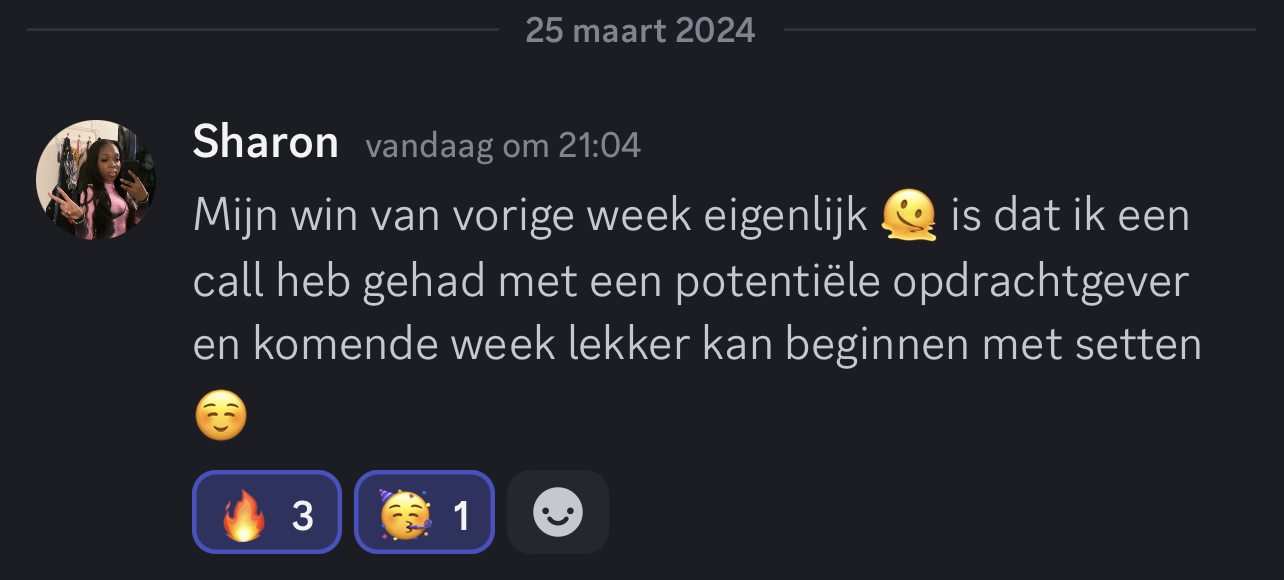 25 maart 2024
Sharon vandaag om 21:04
Mijn win van vorige week eigenlijk 🫠 is dat ik een
call heb gehad met een potentiële opdrachtgever
en komende week lekker kan beginnen met setten
☺️
🔥 3 🥳 1